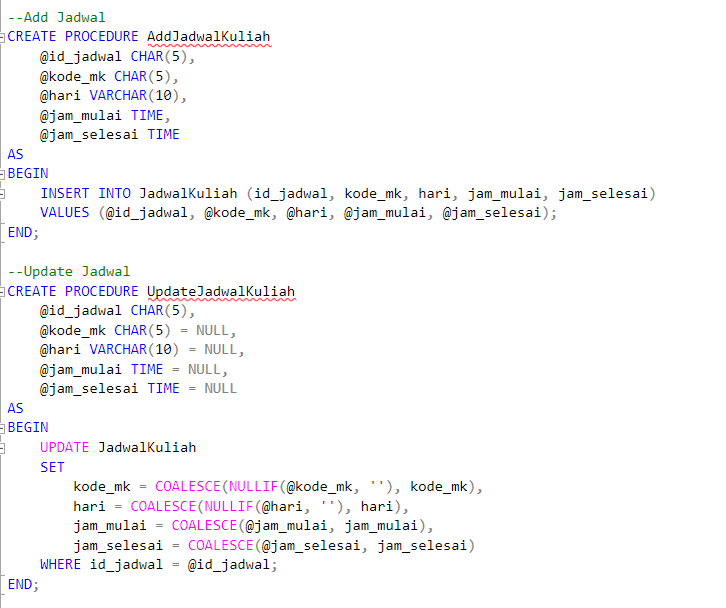 --Add Jadwal
CREATE PROCEDURE AddJadwalKuliah
    @id_jadwal CHAR(5),
    @kode_mk CHAR(5),
    @hari VARCHAR(10),
    @jam_mulai TIME,
    @jam_selesai TIME
AS
BEGIN
    INSERT INTO JadwalKuliah (id_jadwal, kode_mk, hari, jam_mulai, jam_selesai)
    VALUES (@id_jadwal, @kode_mk, @hari, @jam_mulai, @jam_selesai);
END;

--Update Jadwal
CREATE PROCEDURE UpdateJadwalKuliah
    @id_jadwal CHAR(5),
    @kode_mk CHAR(5) = NULL,
    @hari VARCHAR(10) = NULL,
    @jam_mulai TIME = NULL,
    @jam_selesai TIME = NULL
AS
BEGIN
    UPDATE JadwalKuliah
    SET
        kode_mk = COALESCE(NULLIF(@kode_mk, ''), kode_mk),
        hari = COALESCE(NULLIF(@hari, ''), hari),
        jam_mulai = COALESCE(@jam_mulai, jam_mulai),
        jam_selesai = COALESCE(@jam_selesai, jam_selesai)
    WHERE id_jadwal = @id_jadwal;
END;